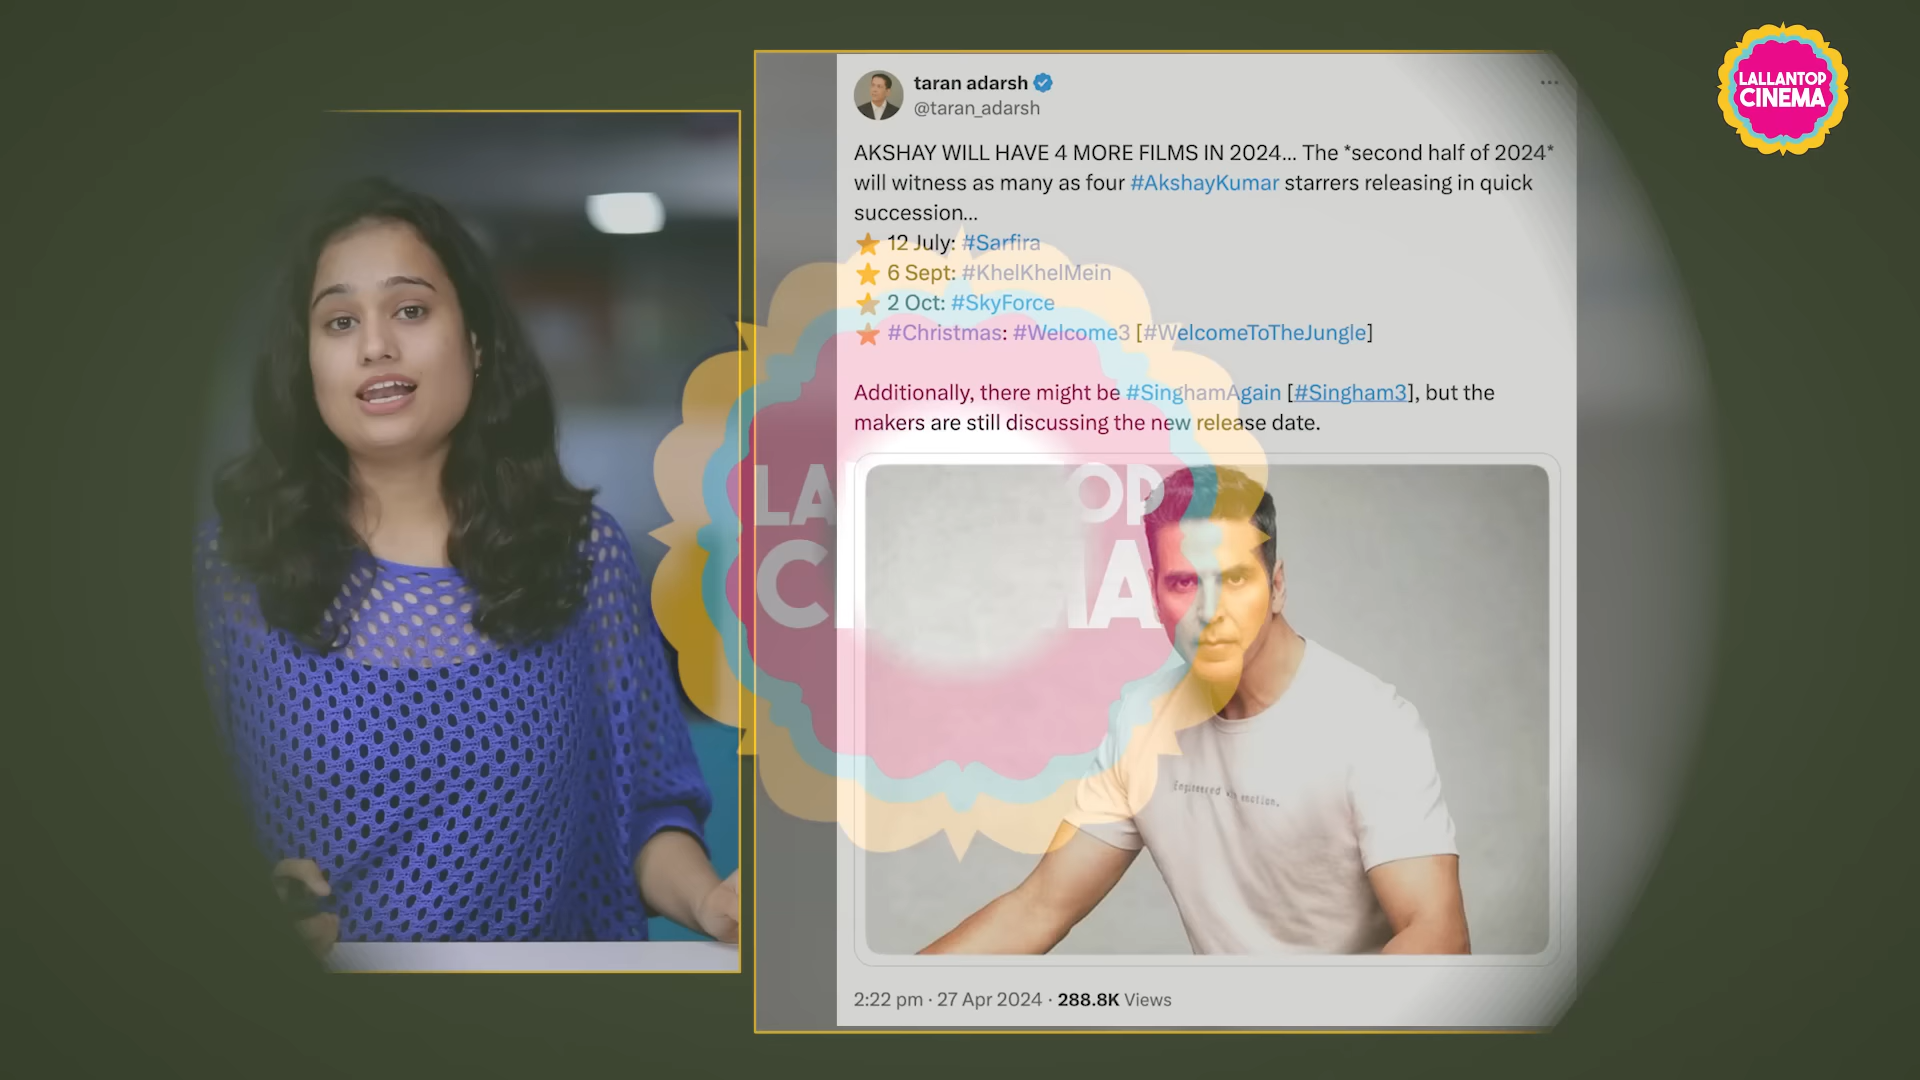 LALLANTOP
CINEMA
taran adarsh
@taran_adarsh
AKSHAY WILL HAVE 4 MORE FILMS IN 2024... The *second half of 2024*
will witness as many as four #AkshayKumar starrers releasing in quick
succession...
12 July: #Sarfira
6 Sept: #KhelKhelMein
2 Oct: #SkyForce
#Christmas: #Welcome3 [#WelcomeToTheJungle]
Additionally, there might be #SinghamAgain [#Singham3], but the
makers are still discussing the new release date.
Engineered with emotion.
2:22 pm · 27 Apr 2024 · 288.8K Views